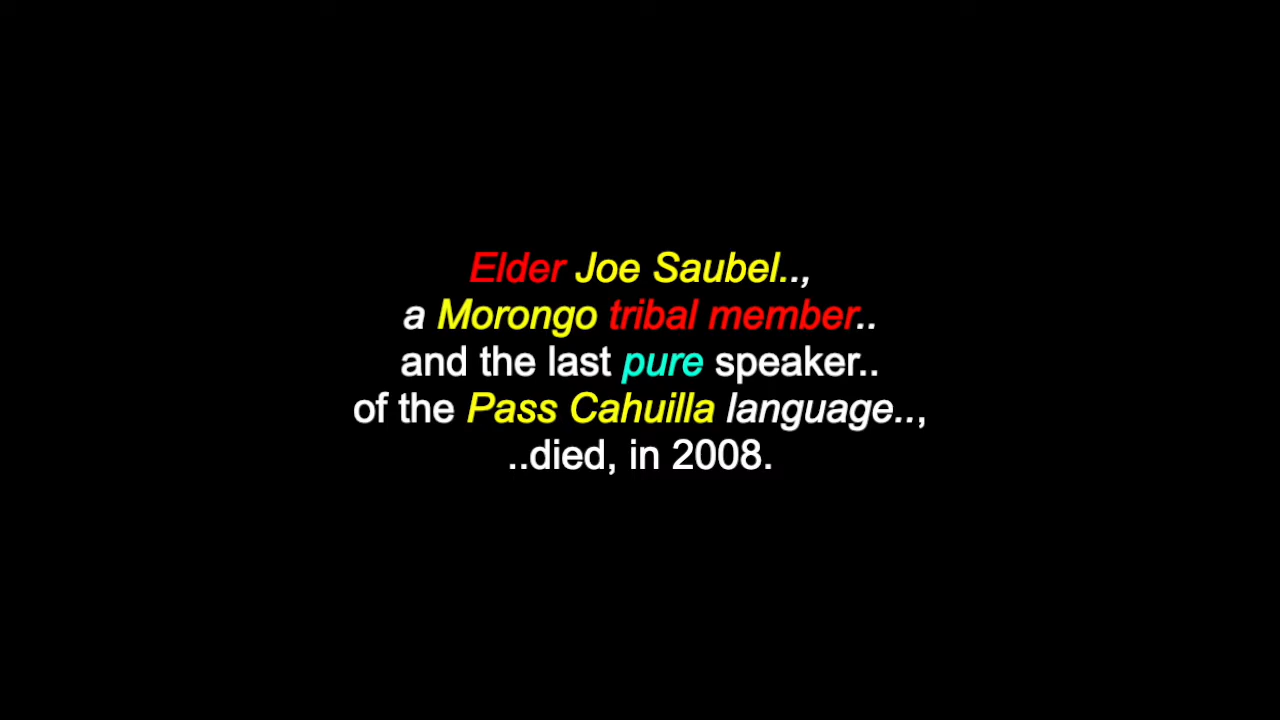 Elder Joe Saubel..,
a Morongo tribal member..
and the last pure speaker..
of the Pass Cahuilla language..,
..died, in 2008.